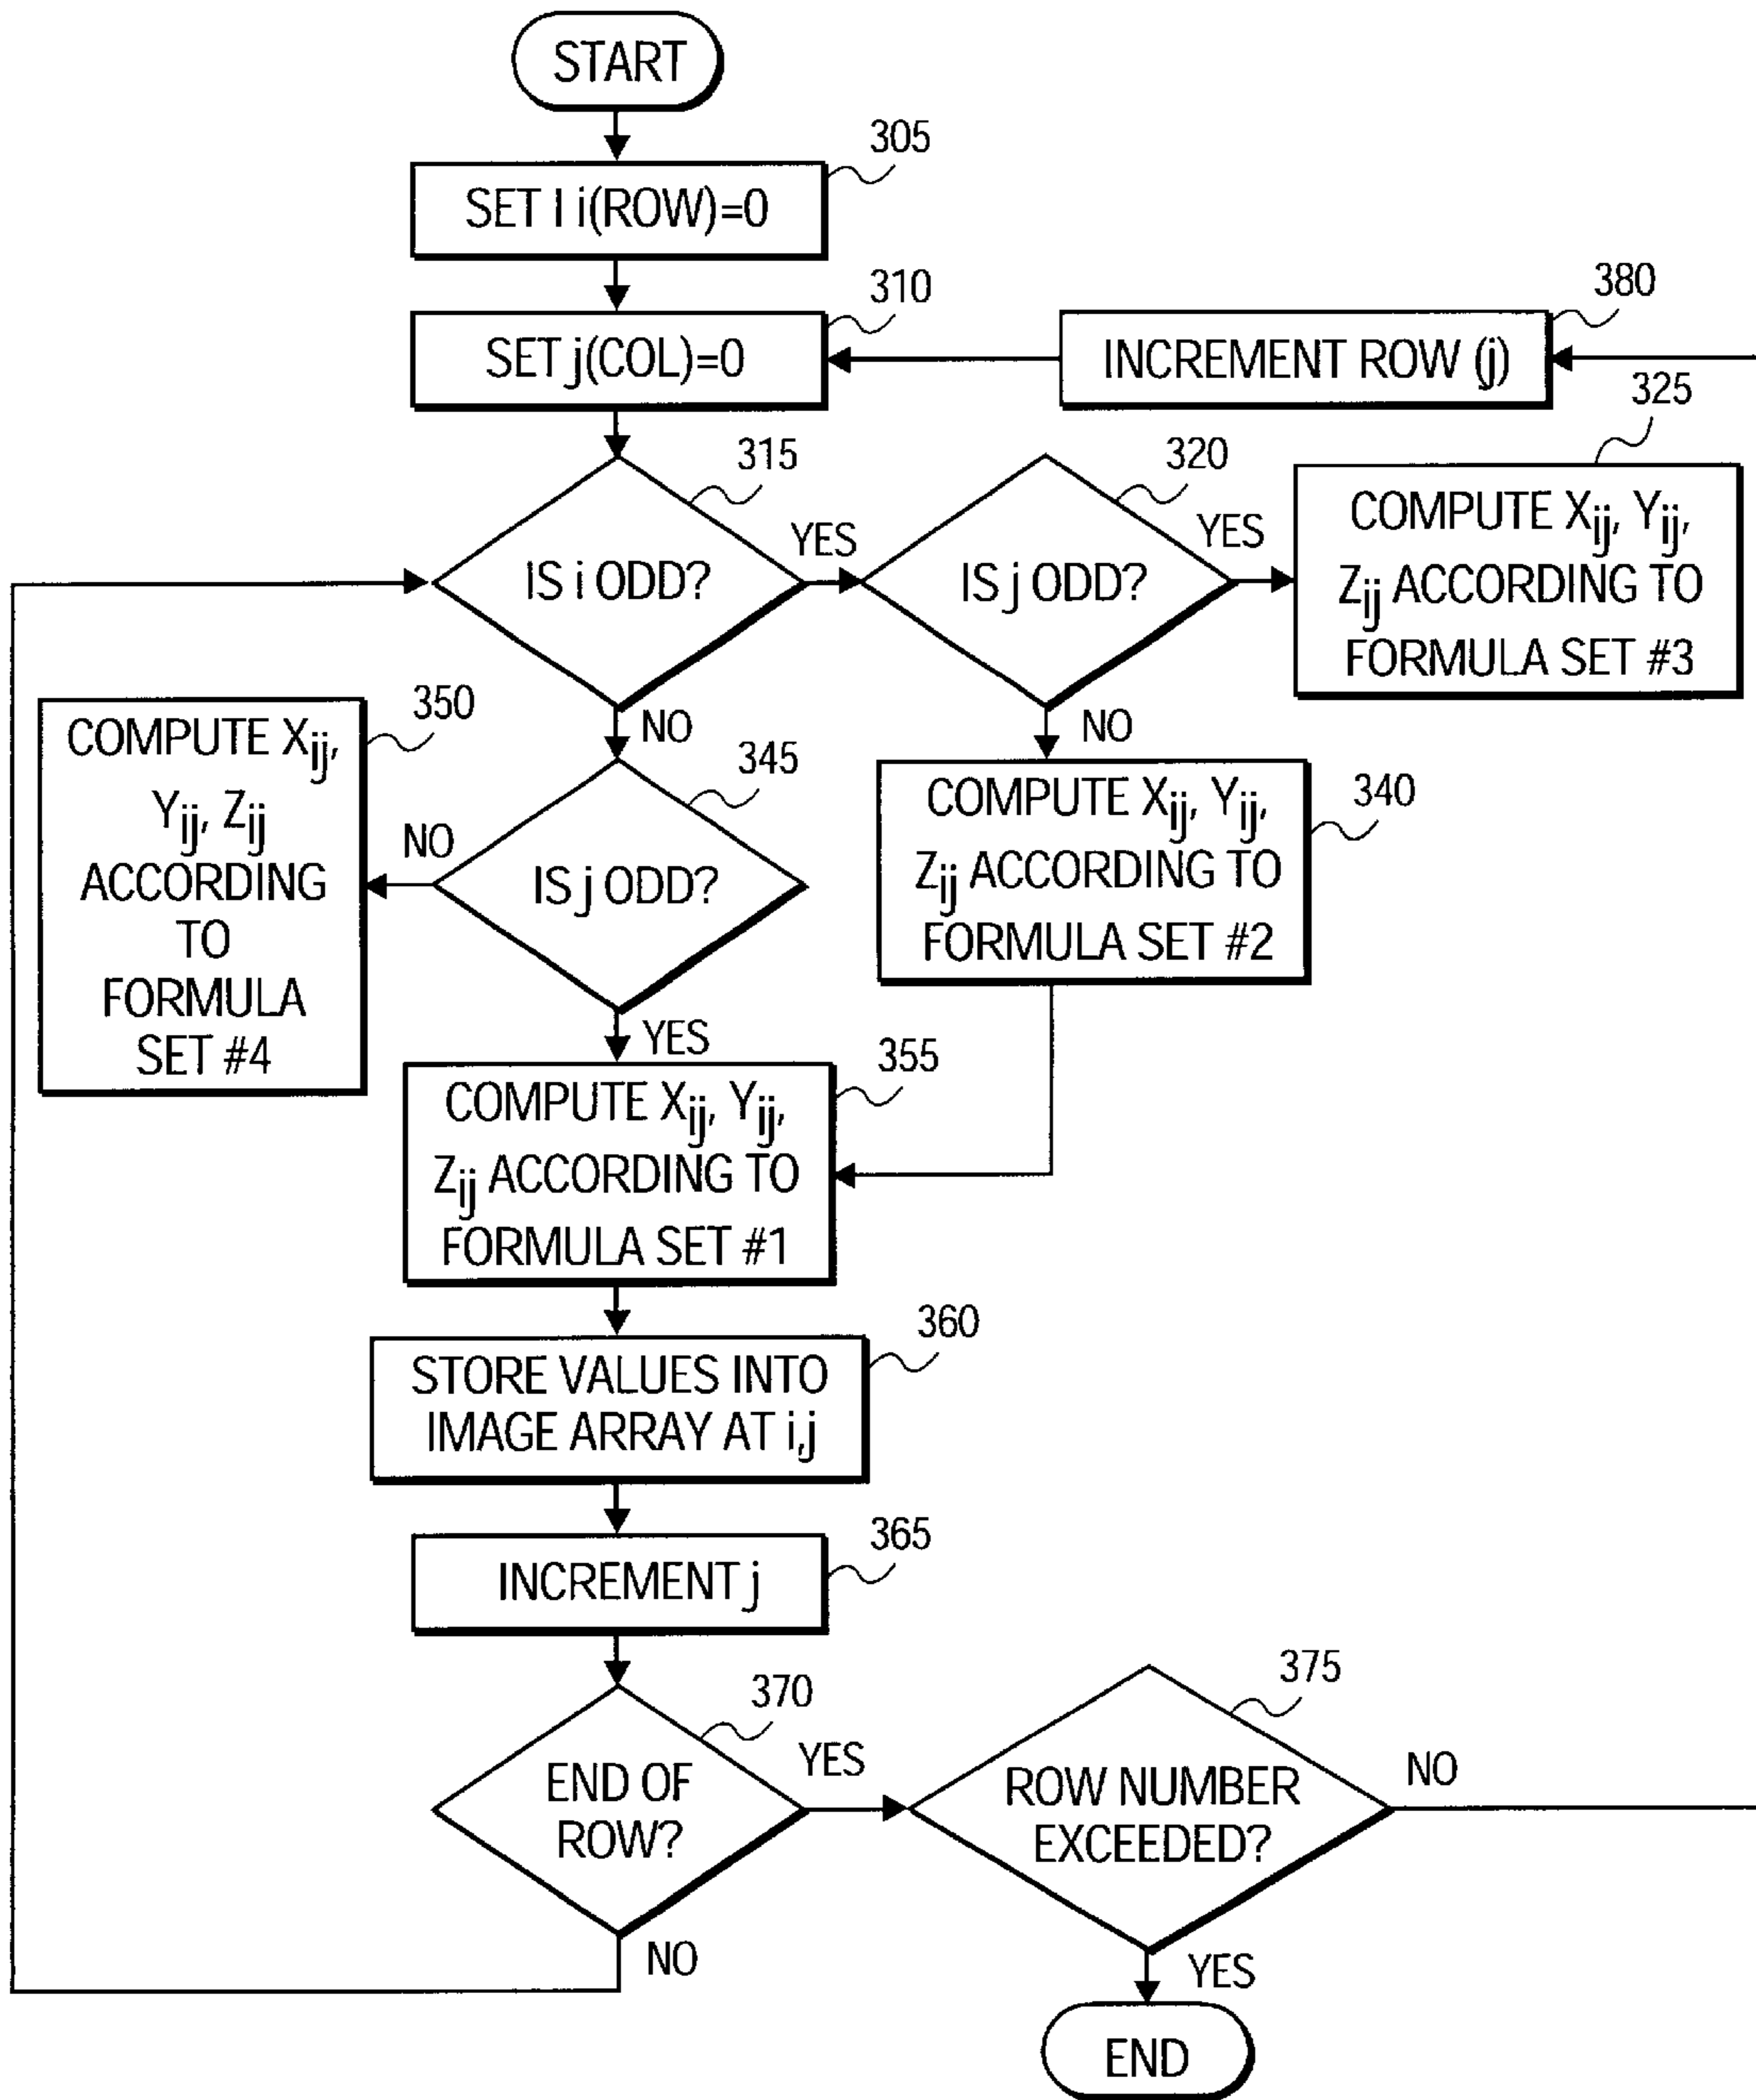 START
305
SET I i(ROW)=0
310
SET j(COL)=0
380
INCREMENT ROW (j)
315
IS i ODD?
YES
NO
320
IS j ODD?
YES
NO
325
COMPUTE Xij, Yij,
Zij ACCORDING TO
FORMULA SET #3
350
COMPUTE Xij,
Yij, Zij
ACCORDING
TO
FORMULA
SET #4
345
IS j ODD?
NO
YES
340
COMPUTE Xij, Yij,
Zij ACCORDING TO
FORMULA SET #2
355
COMPUTE Xij, Yij,
Zij ACCORDING TO
FORMULA SET #1
360
STORE VALUES INTO
IMAGE ARRAY AT i,j
365
INCREMENT j
370
END OF
ROW?
YES
NO
375
ROW NUMBER
EXCEEDED?
NO
YES
END